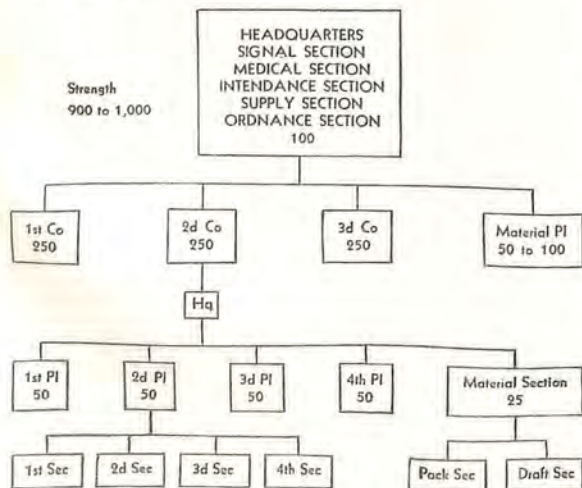 HEADQUARTERS
SIGNAL SECTION
MEDICAL SECTION
INTENDANCE SECTION
SUPPLY SECTION
ORDNANCE SECTION
100
Strength
900 to 1,000
1st Co
250
2d Co
250
3d Co
250
Material Pl
50 to 100
Hq
1st Pl
50
2d Pl
50
3d Pl
50
4th Pl
50
Material Section
25
1st Sec
2d Sec
3d Sec
4th Sec
Pack Sec
Draft Sec